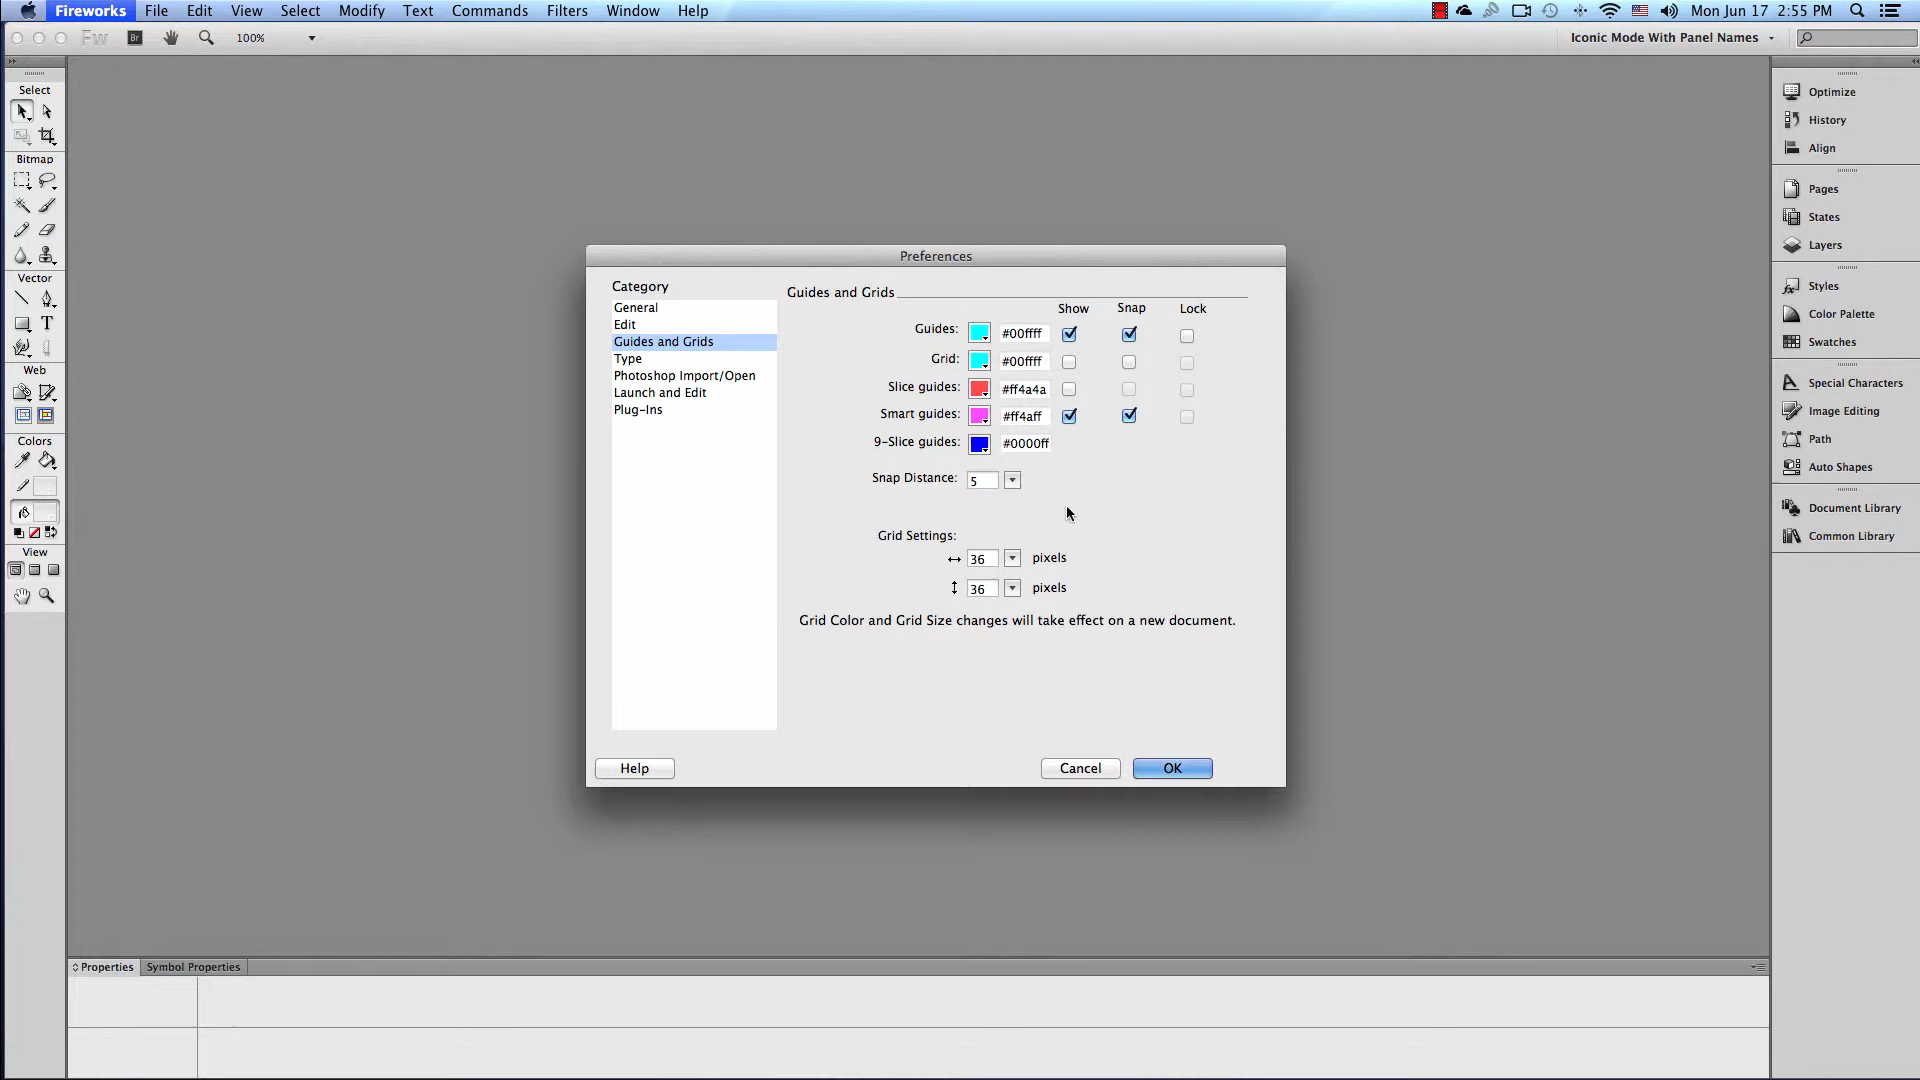 Fireworks File Edit View Select Modify Text Commands Filters Window Help Mon Jun 17 2:55 PM
Fw Br 100% Iconic Mode With Panel Names
Select
Bitmap
Vector
T
Web
Colors
View
Optimize
History
Align
Pages
States
Layers
Styles
Color Palette
Swatches
Special Characters
Image Editing
Path
Auto Shapes
Document Library
Common Library
Preferences
Category
General
Edit
Guides and Grids
Type
Photoshop Import/Open
Launch and Edit
Plug-Ins
Guides and Grids
Show Snap Lock
Guides: #00ffff
Grid: #00ffff
Slice guides: #ff4a4a
Smart guides: #ff4aff
9-Slice guides: #0000ff
Snap Distance: 5
Grid Settings:
36 pixels
36 pixels
Grid Color and Grid Size changes will take effect on a new document.
Help Cancel OK
Properties Symbol Properties